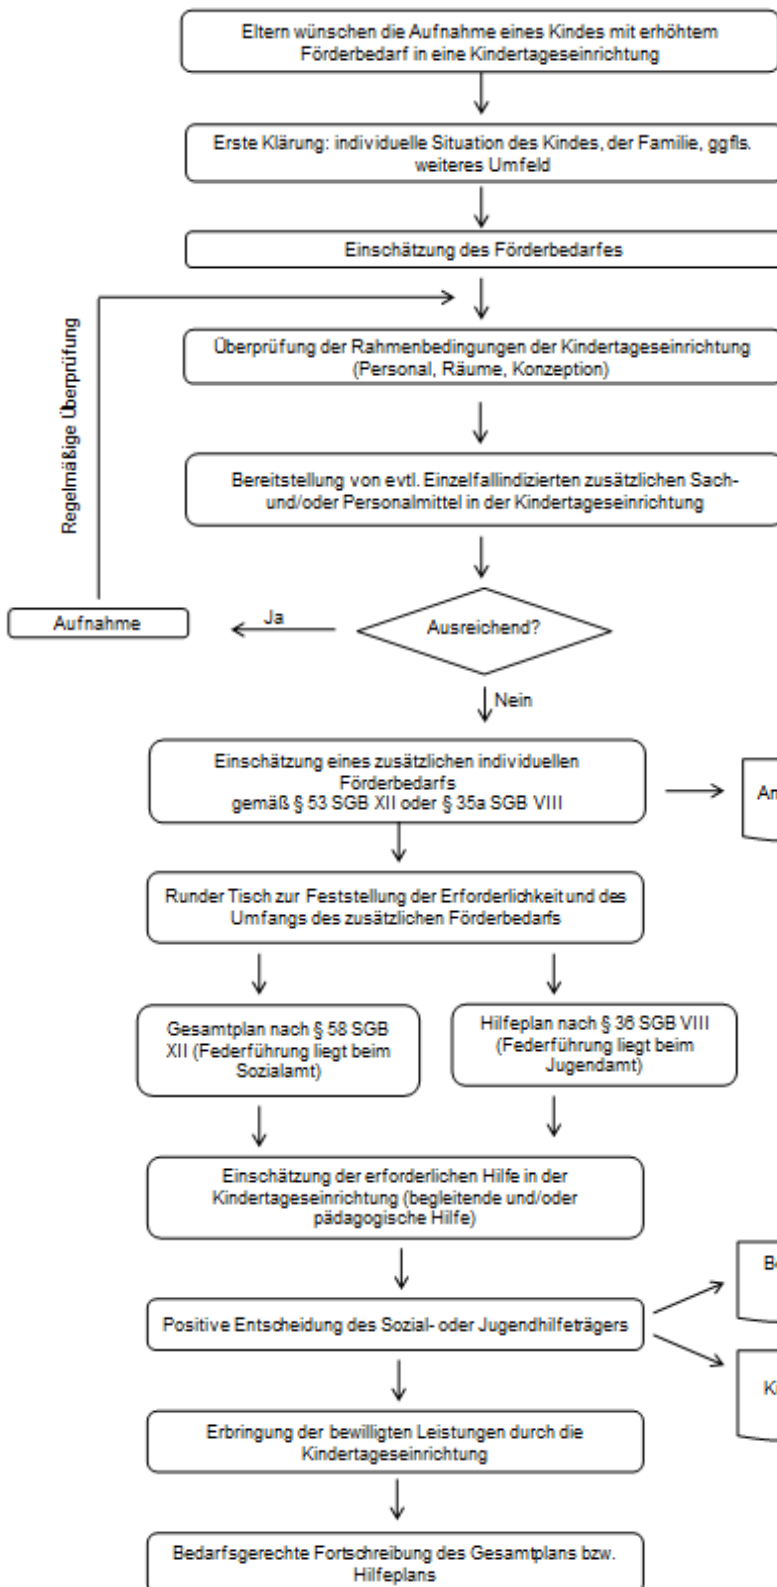 Eltern wünschen die Aufnahme eines Kindes mit erhöhtem
Förderbedarf in eine Kindertageseinrichtung
Erste Klärung: individuelle Situation des Kindes, der Familie, ggfls.
weiteres Umfeld
Einschätzung des Förderbedarfes
Regelmäßige Überprüfung
Überprüfung der Rahmenbedingungen der Kindertageseinrichtung
(Personal, Räume, Konzeption)
Bereitstellung von evtl. Einzelfallindizierten zusätzlichen Sach-
und/oder Personalmittel in der Kindertageseinrichtung
Aufnahme
Ja
Ausreichend?
Nein
Einschätzung eines zusätzlichen individuellen
Förderbedarfs
gemäß § 53 SGB XII oder § 35a SGB VIII
Runder Tisch zur Feststellung der Erforderlichkeit und des
Umfangs des zusätzlichen Förderbedarfs
Gesamtplan nach § 58 SGB
XII (Federführung liegt beim
Sozialamt)
Hilfeplan nach § 36 SGB VIII
(Federführung liegt beim
Jugendamt)
Einschätzung der erforderlichen Hilfe in der
Kindertageseinrichtung (begleitende und/oder
pädagogische Hilfe)
Positive Entscheidung des Sozial- oder Jugendhilfeträgers
Erbringung der bewilligten Leistungen durch die
Kindertageseinrichtung
Bedarfsgerechte Fortschreibung des Gesamtplans bzw.
Hilfeplans